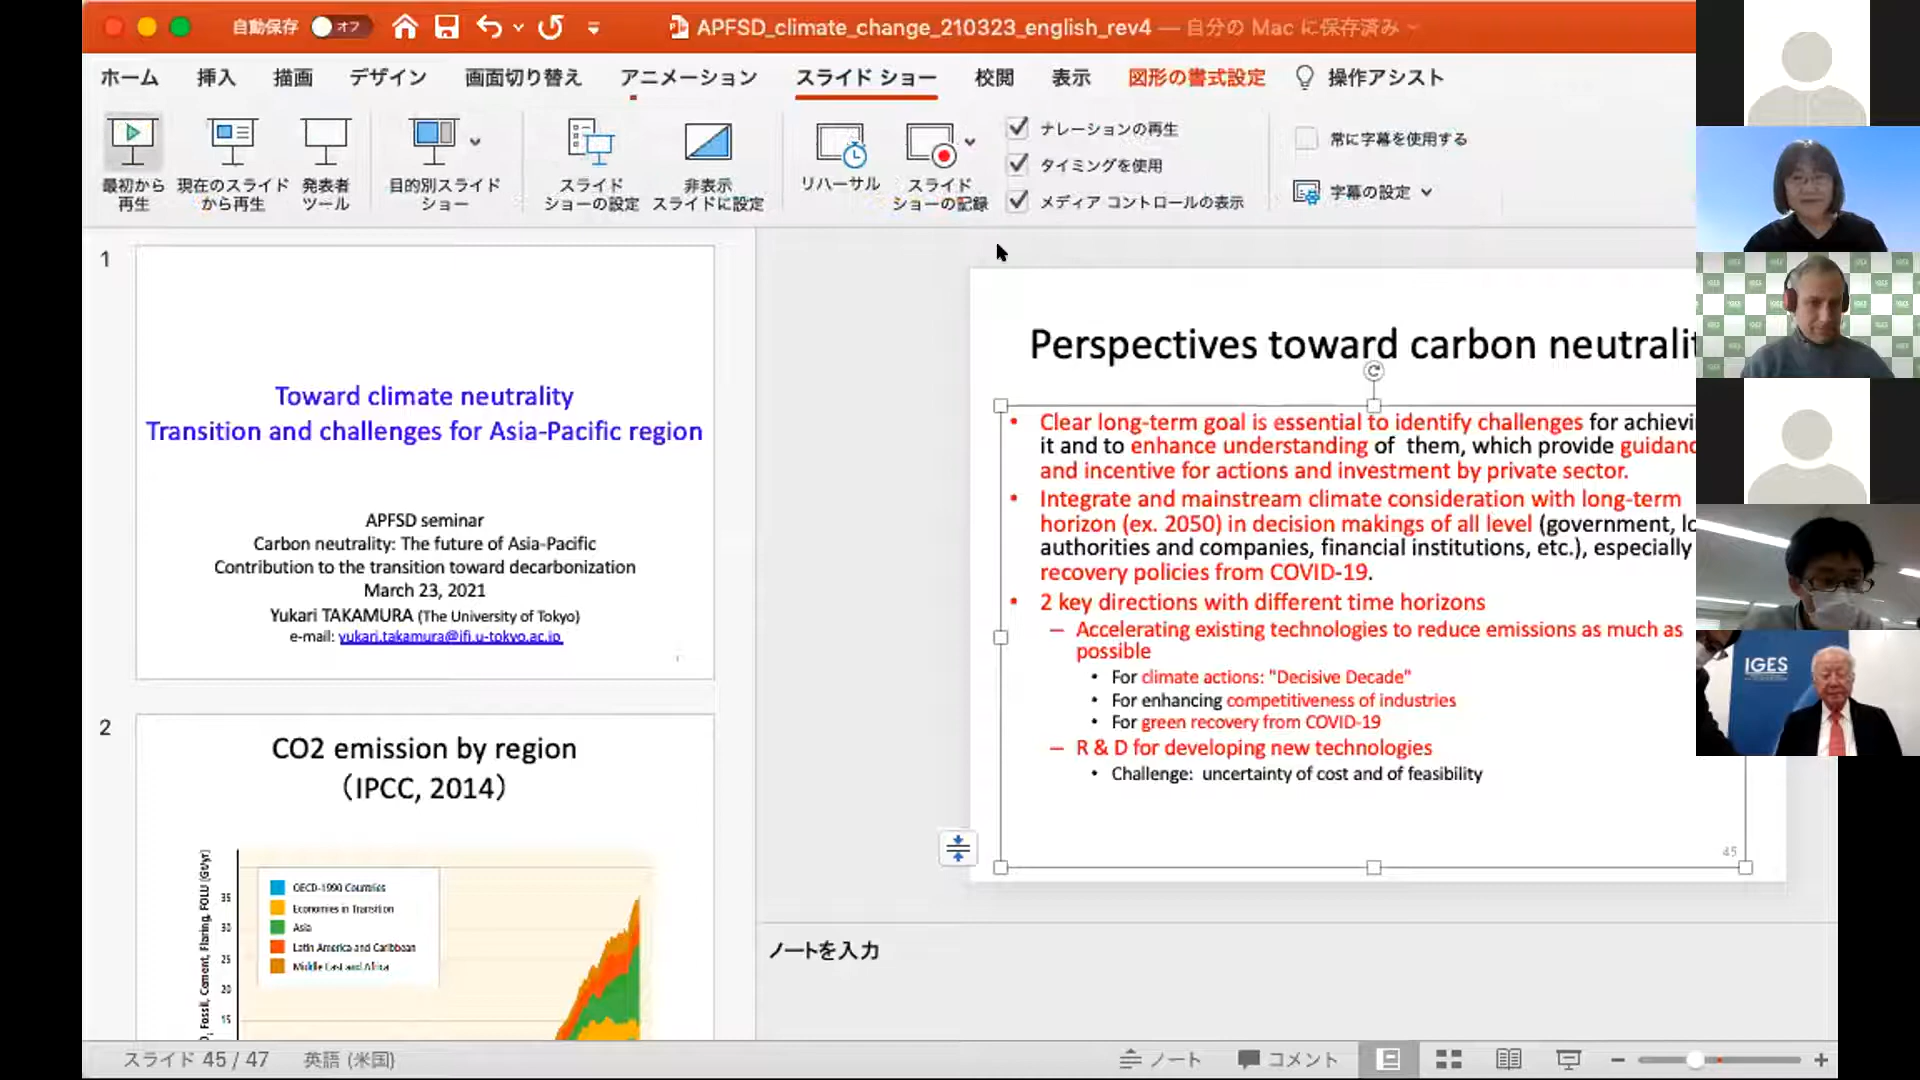 自動保存 オフ
APFSD_climate_change_210323_english_rev4 — 自分の Mac に保存済み
ホーム 挿入 描画 デザイン 画面切り替え アニメーション スライド ショー 校閲 表示 図形の書式設定 操作アシスト
最初から
再生
現在のスライド
から再生
発表者
ツール
目的別スライド
ショー
スライド
ショーの設定
非表示
スライドに設定
リハーサル
スライド
ショーの記録
ナレーションの再生
タイミングを使用
メディア コントロールの表示
常に字幕を使用する
字幕の設定
1
Toward climate neutrality
Transition and challenges for Asia-Pacific region
APFSD seminar
Carbon neutrality: The future of Asia-Pacific
Contribution to the transition toward decarbonization
March 23, 2021
Yukari TAKAMURA (The University of Tokyo)
e-mail: yukari.takamura@ifi.u-tokyo.ac.jp
2
CO2 emission by region
（IPCC, 2014）
Fossil, Cement, Flaring, FOLU (Gt/yr)
35
30
25
20
15
OECD-1990 Countries
Economies in Transition
Asia
Latin America and Caribbean
Middle East and Africa
Perspectives toward carbon neutralit
• Clear long-term goal is essential to identify challenges for achievi
it and to enhance understanding of them, which provide guidanc
and incentive for actions and investment by private sector.
• Integrate and mainstream climate consideration with long-term
horizon (ex. 2050) in decision makings of all level (government, lo
authorities and companies, financial institutions, etc.), especially
recovery policies from COVID-19.
• 2 key directions with different time horizons
– Accelerating existing technologies to reduce emissions as much as
possible
• For climate actions: "Decisive Decade"
• For enhancing competitiveness of industries
• For green recovery from COVID-19
– R & D for developing new technologies
• Challenge: uncertainty of cost and of feasibility
45
ノートを入力
スライド 45 / 47 英語 (米国)
ノート コメント
IGES